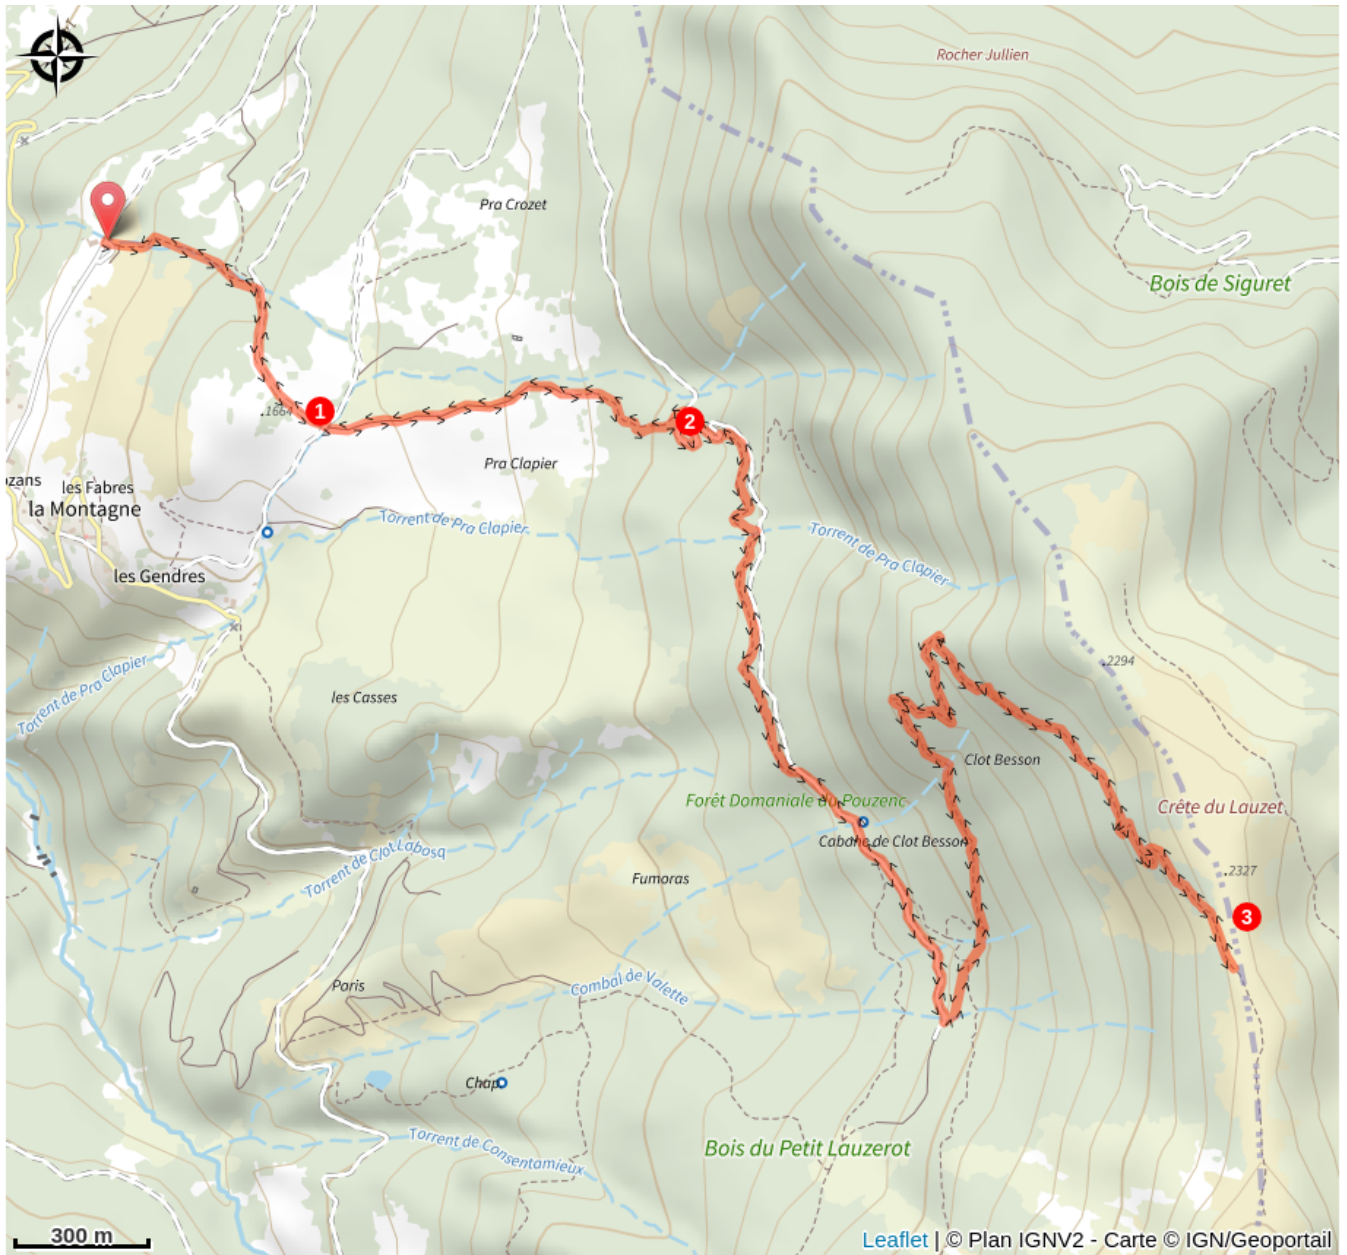 Rocher Jullien
Pra Crozet
Bois de Siguret
1
.1664
2
Pra Clapier
ozans
les Fabres
la Montagne
Torrent de Pra Clapier
Torrent de Pra Clapier
les Gendres
.2294
Torrent de Pra Clapier
les Casses
Clot Besson
Forêt Domaniale du Pouzenc
Crête du Lauzet
Cabane de Clot Besson
Torrent de Clot Labosq
Fumoras
.2327
3
Paris
Combal de Valette
Chap
Torrent de Consentamieux
Bois du Petit Lauzerot
300 m
Leaflet | © Plan IGNV2 - Carte © IGN/Geoportail